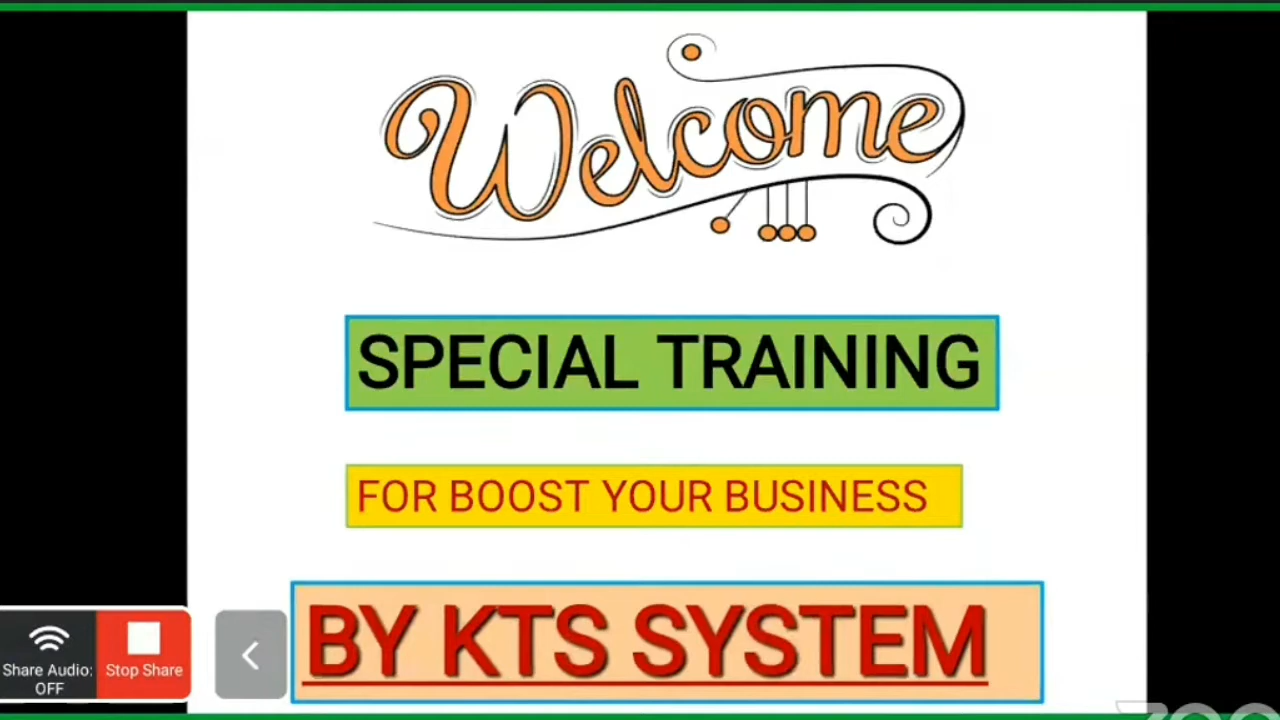 Welcome
SPECIAL TRAINING
FOR BOOST YOUR BUSINESS
BY KTS SYSTEM
Share Audio:
OFF
Stop Share